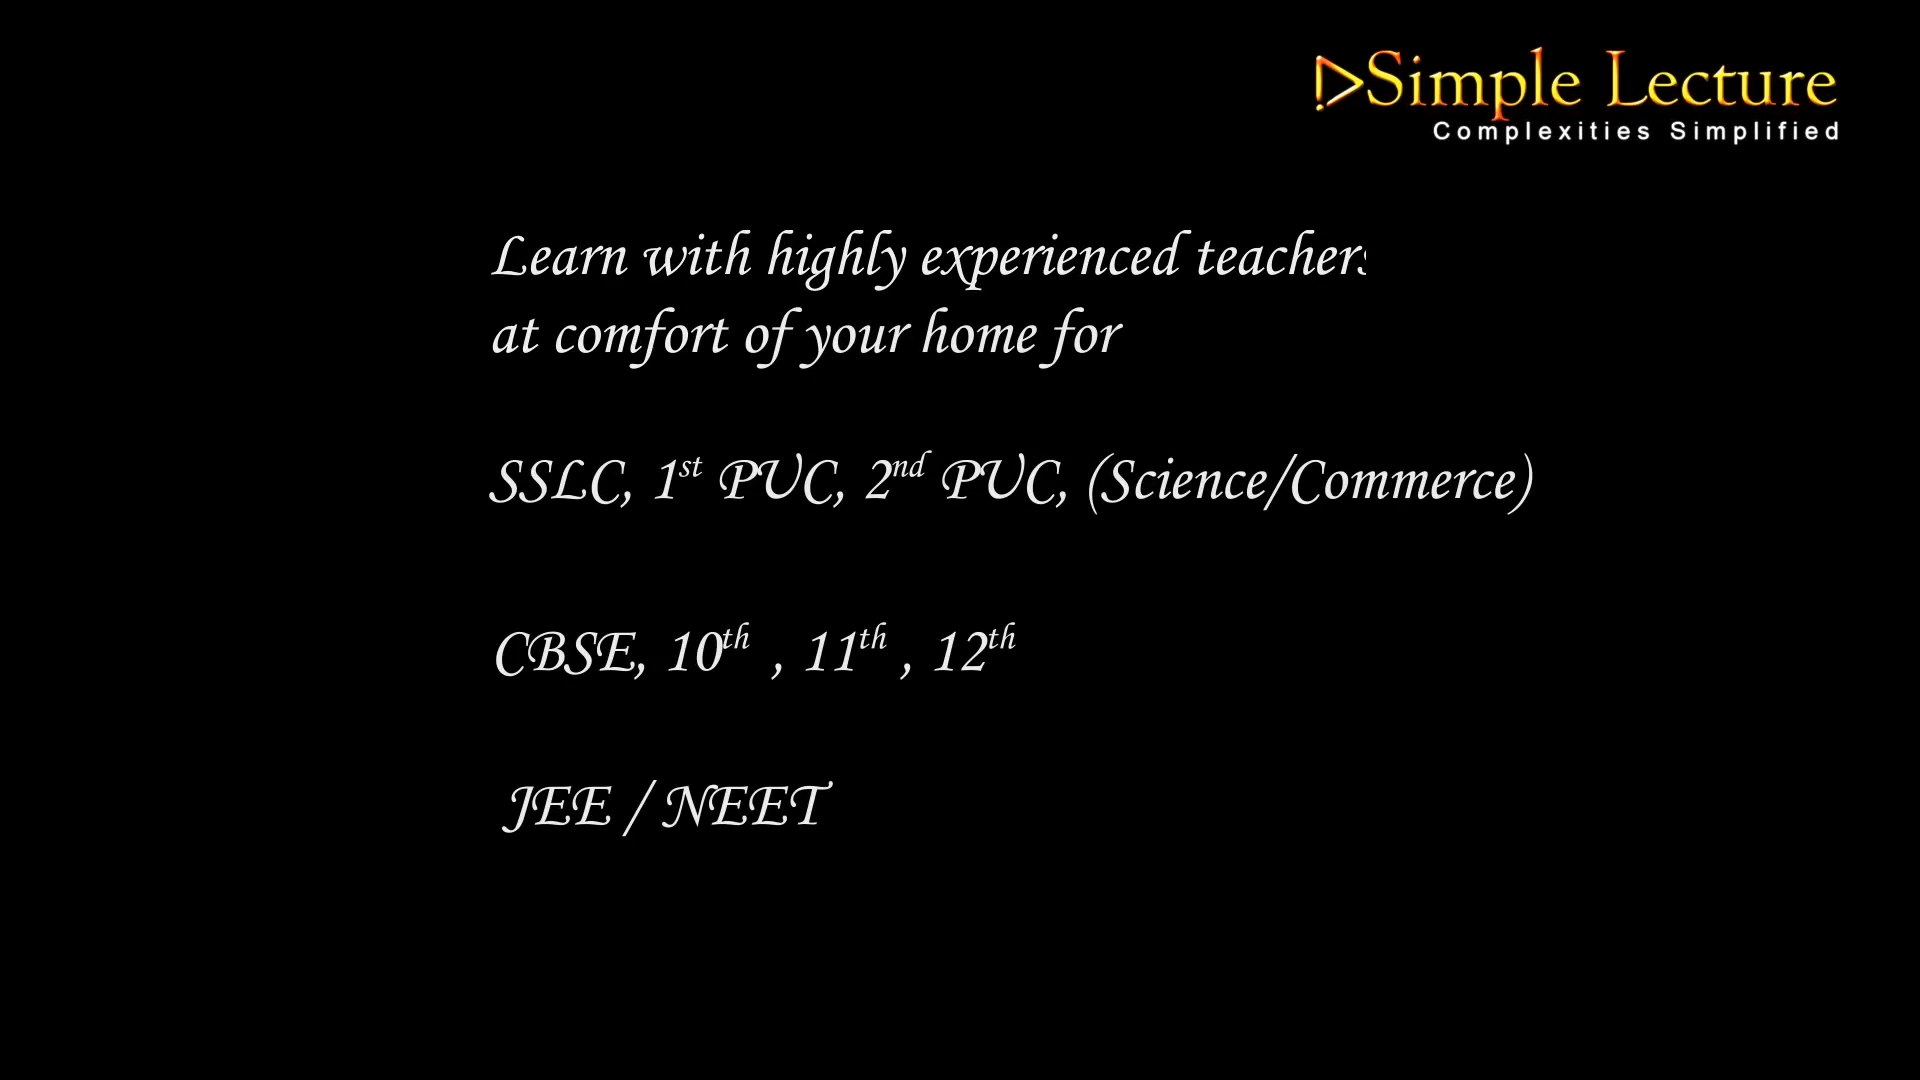 Simple Lecture
Complexities Simplified
Learn with highly experienced teachers
at comfort of your home for
SSLC, 1st PUC, 2nd PUC, (Science/Commerce)
CBSE, 10th , 11th , 12th
JEE / NEET